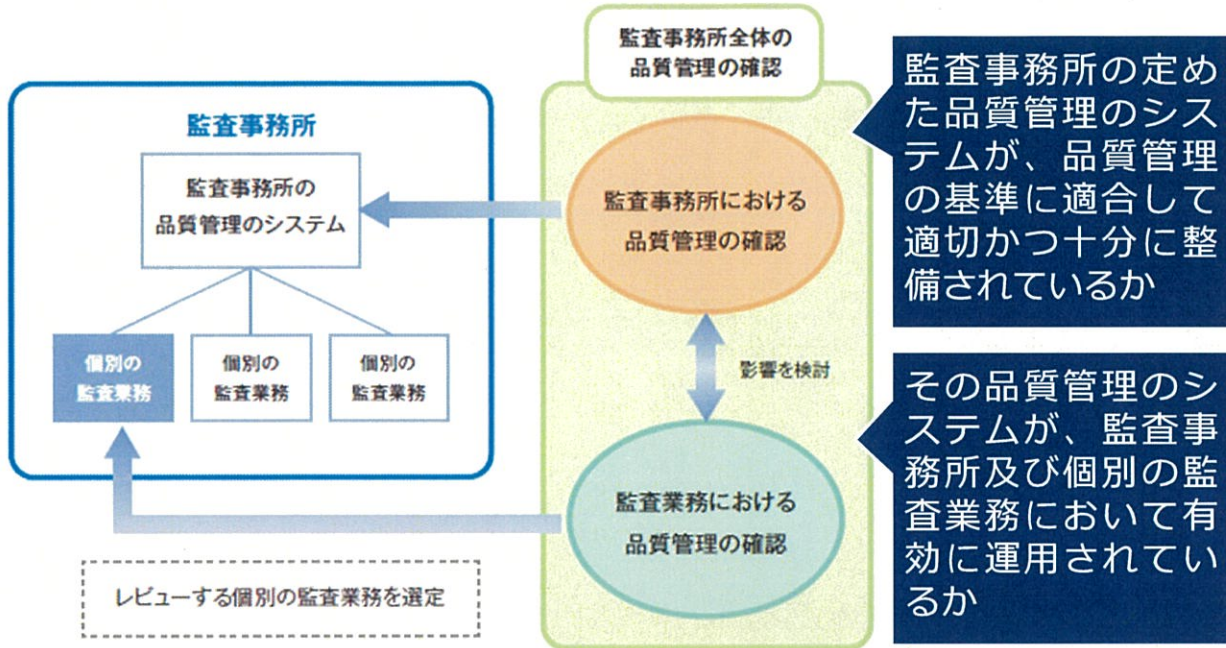 監査事務所全体の
品質管理の確認
監査事務所
監査事務所の
品質管理のシステム
個別の
監査業務
個別の
監査業務
個別の
監査業務
レビューする個別の監査業務を選定
監査事務所における
品質管理の確認
影響を検討
監査業務における
品質管理の確認
監査事務所の定め
た品質管理のシス
テムが、品質管理
の基準に適合して
適切かつ十分に整
備されているか
その品質管理のシ
ステムが、監査事
務所及び個別の監
査業務において有
効に運用されてい
るか